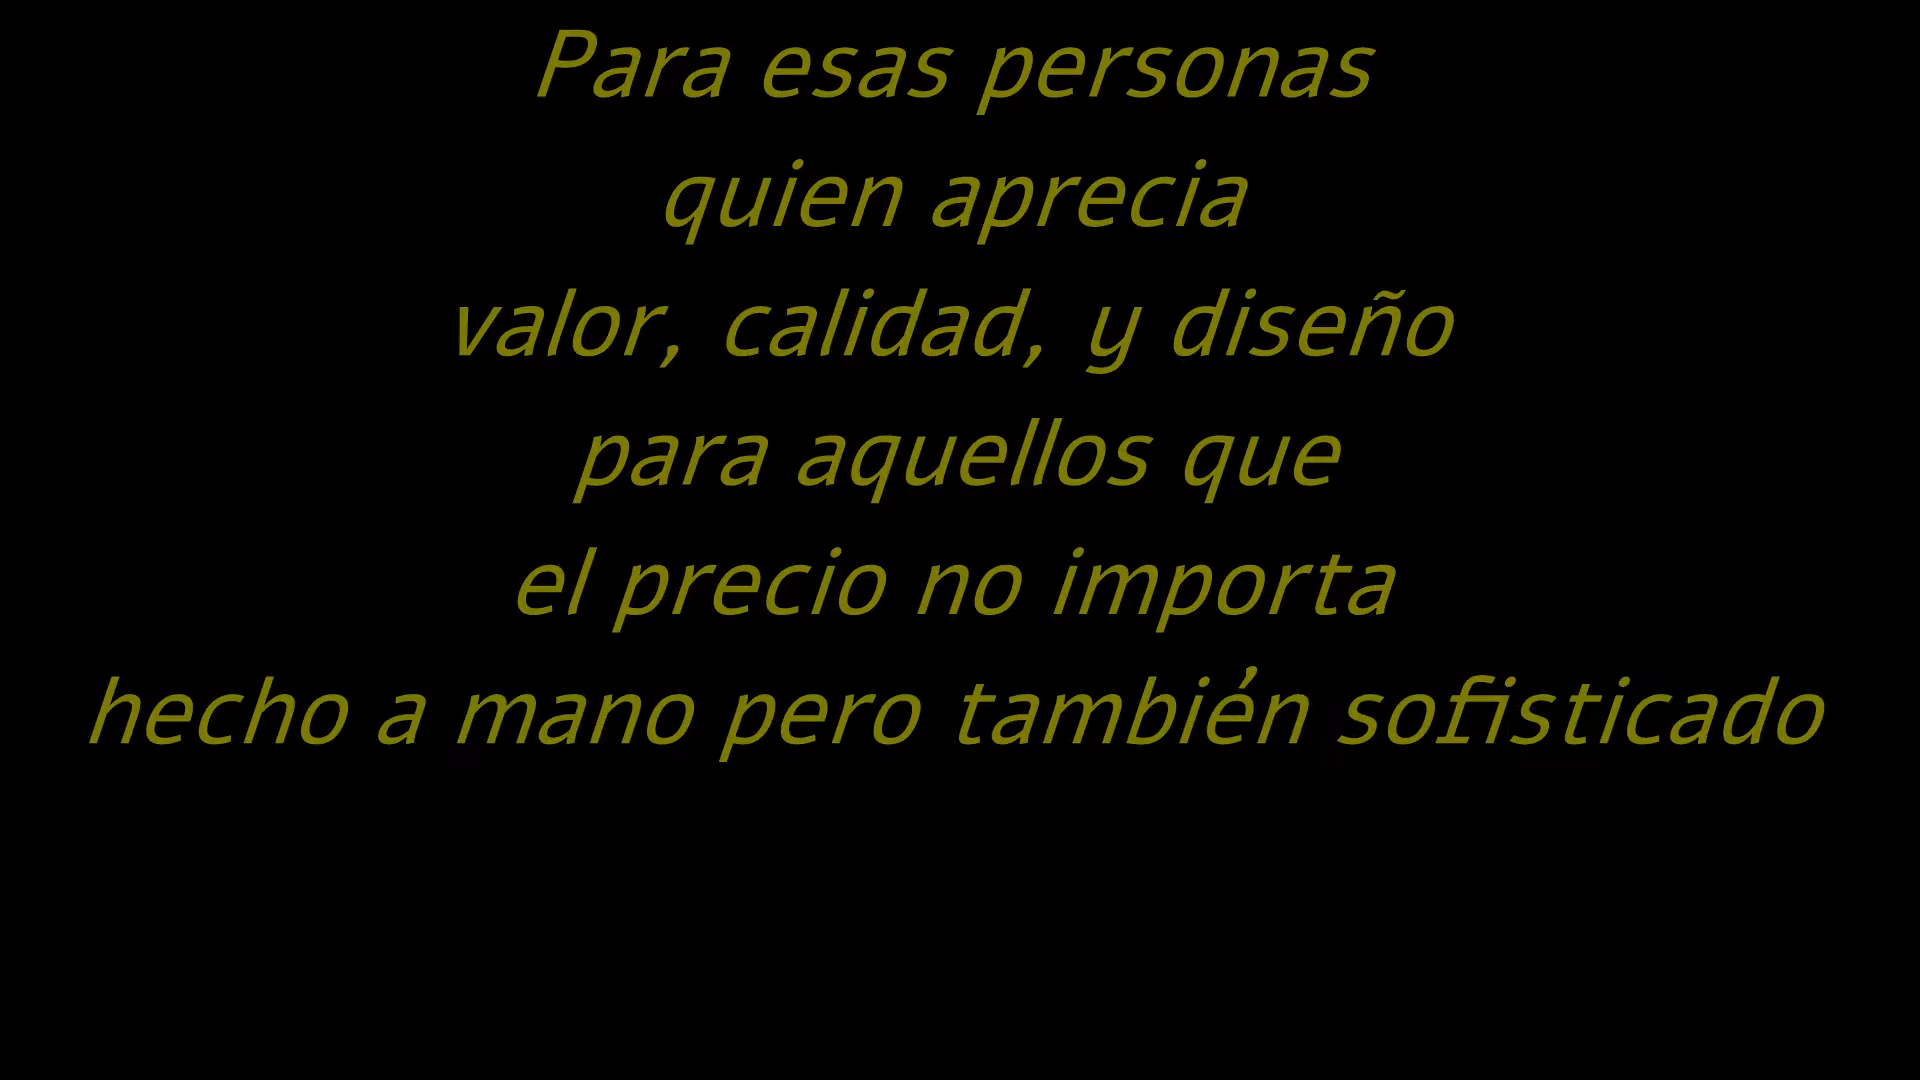 Para esas personas
quien aprecia
valor, calidad, y diseño
para aquellos que
el precio no importa
hecho a mano pero también sofisticado